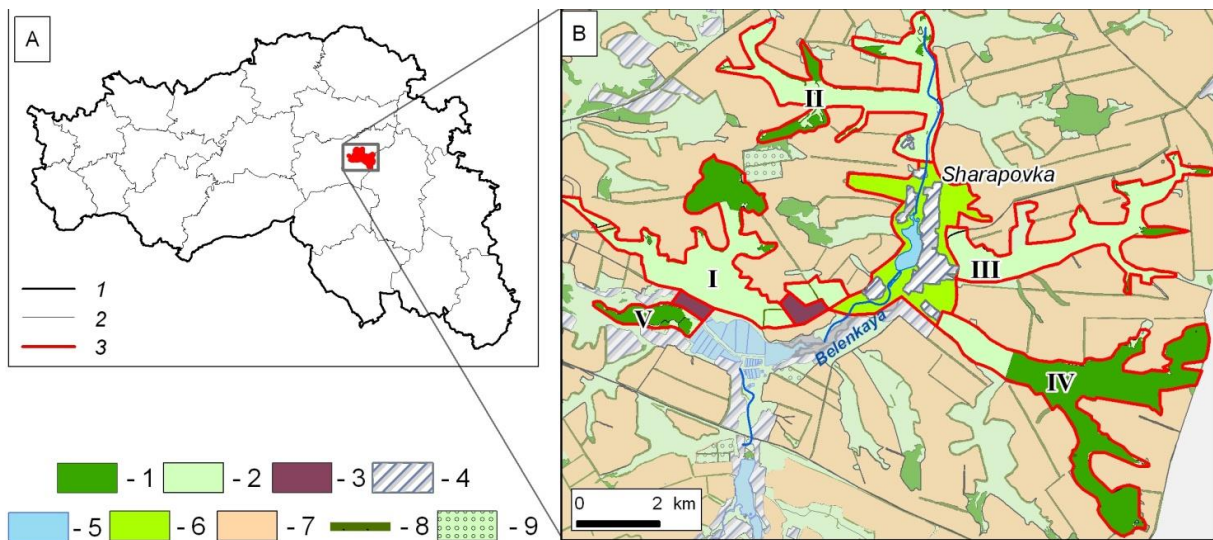 A
1
2
3
- 1
- 2
- 3
- 4
- 5
- 6
- 7
- 8
- 9
B
II
Sharapovka
I
III
V
Belenkaya
IV
0 2 km